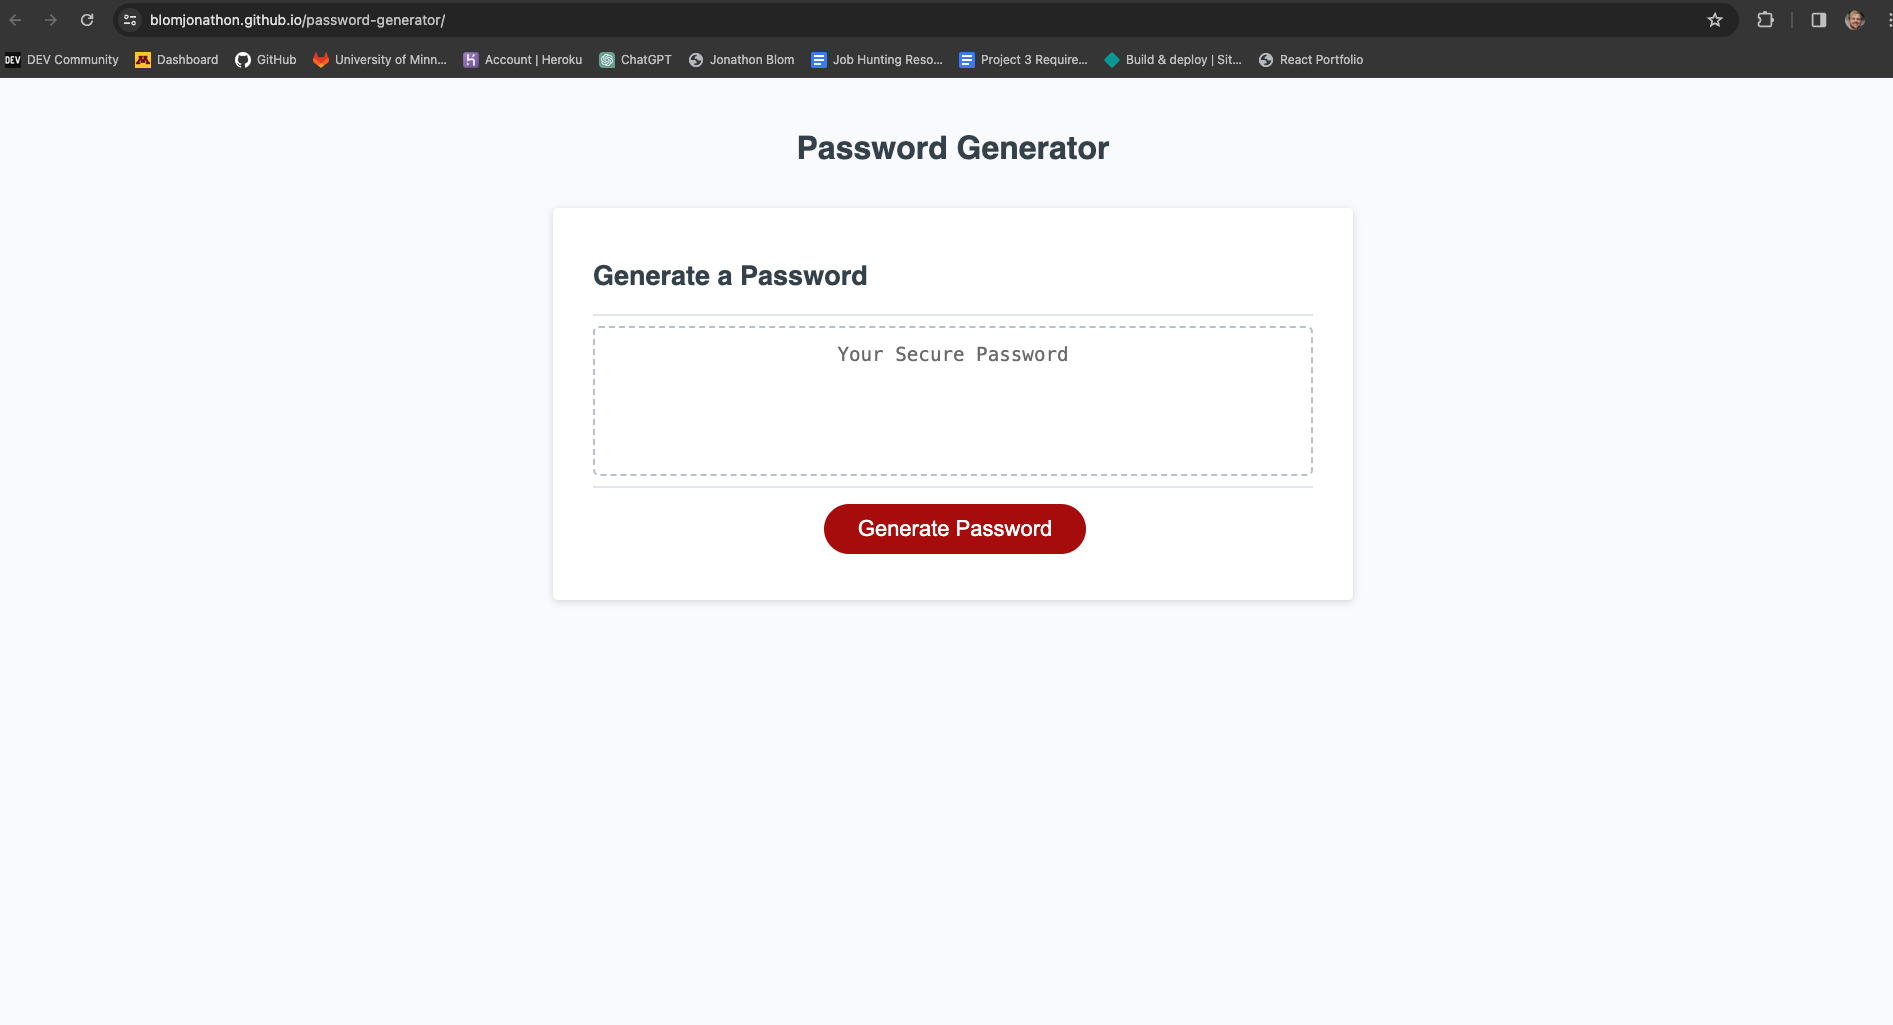 blomjonathon.github.io/password-generator/
DEV DEV Community Dashboard GitHub University of Minn... Account | Heroku ChatGPT Jonathon Blom Job Hunting Reso... Project 3 Require... Build & deploy | Sit... React Portfolio
Password Generator
Generate a Password
Your Secure Password
Generate Password